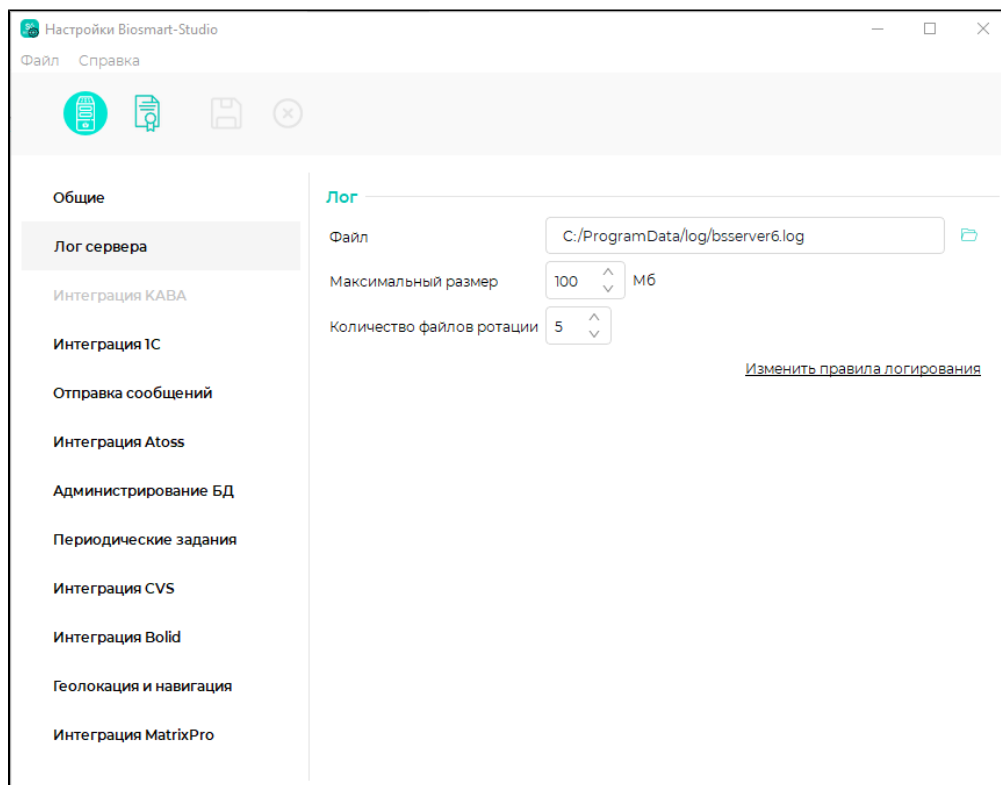 Настройки Biosmart-Studio
Файл Справка
Общие
Лог сервера
Интеграция KABA
Интеграция 1С
Отправка сообщений
Интеграция Atoss
Администрирование БД
Периодические задания
Интеграция CVS
Интеграция Bolid
Геолокация и навигация
Интеграция MatrixPro
Лог
Файл C:/ProgramData/log/bsserver6.log
Максимальный размер 100 Мб
Количество файлов ротации 5
Изменить правила логирования